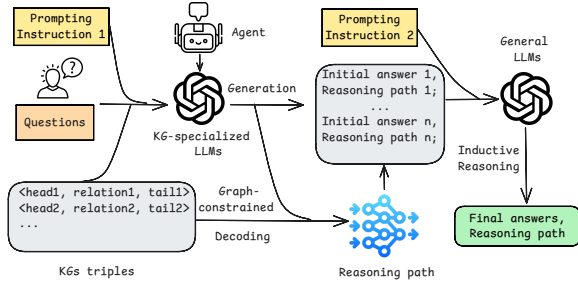 Prompting
Instruction 1
Agent
Prompting
Instruction 2
General
LLMs
?
Questions
Generation
KG-specialized
LLMs
Initial answer 1,
Reasoning path 1;
...
Initial answer n,
Reasoning path n;
Inductive
Reasoning
<head1, relation1, tail1>
<head2, relation2, tail2>
...
Graph-
constrained
Decoding
Final answers,
Reasoning path
KGs triples
Reasoning path